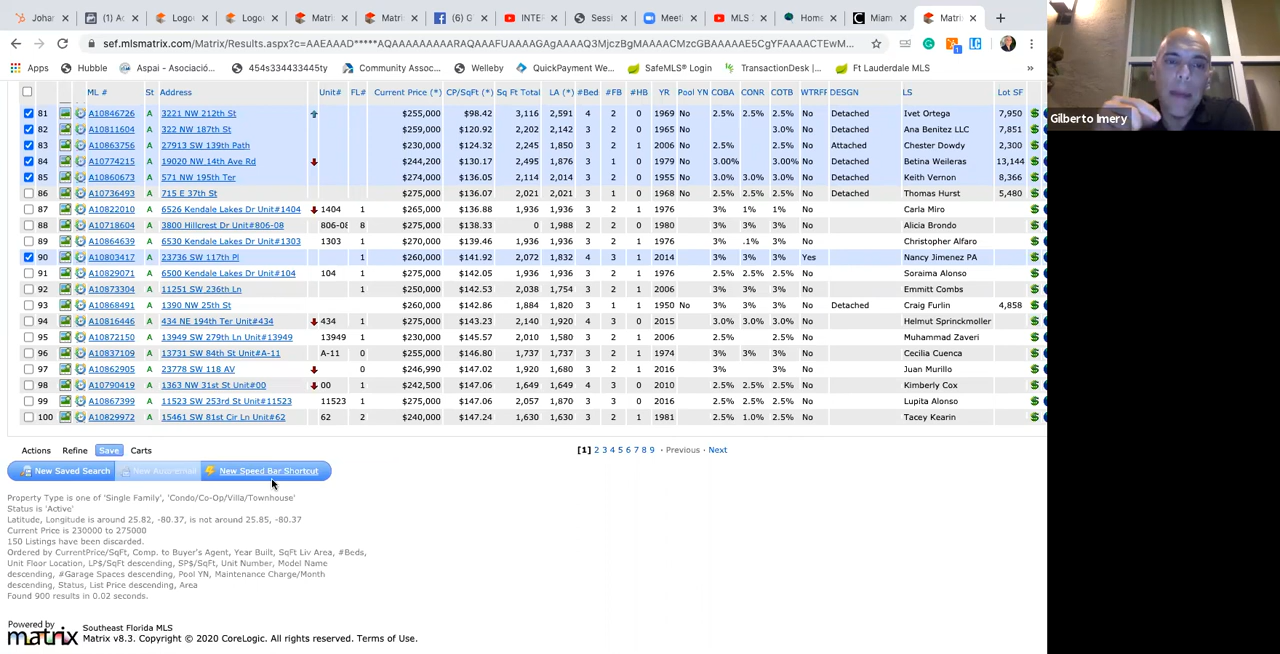 Johar
(1) A
Logo
Logo
Matri
Matri
(6) G
INTE
Sessi
Meeti
MLS
Home
Miam
Matri
sef.mlsmatrix.com/Matrix/Results.aspx?c=AAEAAAD*****AQAAAAAAAAARAQAAAFUAAAAGAgAAAAQ3MjczBgMAAAACMzcGBAAAAAE5CgYFAAAACTEwM...
Apps Hubble Aspai - Asociació... 454s334433445ty Community Assoc... Welleby QuickPayment We... SafeMLS® Login TransactionDesk |... Ft Lauderdale MLS
ML # St Address Unit# FL# Current Price (*) CP/SqFt (*) Sq Ft Total LA (*) #Bed #FB #HB YR Pool YN COBA CONR COTB WTRFF DESGN LS Lot SF
81 A10846726 A 3221 NW 212th St $255,000 $98.42 3,116 2,591 4 2 0 1969 No 2.5% 2.5% 2.5% No Detached Ivet Ortega 7,950
82 A10811604 A 322 NW 187th St $259,000 $120.92 2,202 2,142 3 2 0 1955 No 3.0% No Detached Ana Benitez LLC 7,851
83 A10863756 A 27913 SW 139th Path $230,000 $124.32 2,245 1,850 3 2 1 2006 No 2.5% 2.5% No Attached Chester Dowdy 2,300
84 A10774215 A 19020 NW 14th Ave Rd $244,200 $130.17 2,495 1,876 3 1 0 1979 No 3.00% 3.00% No Detached Betina Weileras 13,144
85 A10860673 A 571 NW 195th Ter $274,000 $136.05 2,114 2,014 3 2 0 1955 No 3.0% 3.0% 3.0% No Detached Keith Vernon 8,366
86 A10736493 A 715 E 37th St $275,000 $136.07 2,021 2,021 3 1 0 1968 No 2.5% 2.5% 2.5% No Detached Thomas Hurst 5,480
87 A10822010 A 6526 Kendale Lakes Dr Unit#1404 1404 1 $265,000 $136.88 1,936 1,936 3 2 1 1976 3% 1% 1% No Carla Miro
88 A10718604 A 3800 Hillcrest Dr Unit#806-08 806-08 8 $275,000 $138.33 0 1,988 2 2 0 1980 3% 3% 3% No Alicia Brondo
89 A10864639 A 6530 Kendale Lakes Dr Unit#1303 1303 1 $270,000 $139.46 1,936 1,936 3 2 1 1976 3% .1% 3% No Christopher Alfaro
90 A10803417 A 23736 SW 117th Pl 1 $260,000 $141.92 2,072 1,832 4 3 1 2014 3% 3% 3% Yes Nancy Jimenez PA
91 A10829071 A 6500 Kendale Lakes Dr Unit#104 104 1 $275,000 $142.05 1,936 1,936 3 2 1 1976 2.5% 2.5% 2.5% No Soraima Alonso
92 A10873304 A 11251 SW 236th Ln 1 $250,000 $142.53 2,038 1,754 3 2 1 2006 3% 3% 3% No Emmitt Combs
93 A10868491 A 1390 NW 25th St $260,000 $142.86 1,884 1,820 3 1 1 1950 No 3% 3% 3% No Detached Craig Furlin 4,858
94 A10816446 A 434 NE 194th Ter Unit#434 434 1 $275,000 $143.23 2,140 1,920 4 3 0 2015 3.0% 3.0% 3.0% No Helmut Sprinckmoller
95 A10872150 A 13949 SW 279th Ln Unit#13949 13949 1 $230,000 $145.57 2,010 1,580 3 2 1 2006 2.5% 2.5% No Muhammad Zaveri
96 A10837109 A 13731 SW 84th St Unit#A-11 A-11 0 $255,000 $146.80 1,737 1,737 3 2 1 1974 3% 3% 3% No Cecilia Cuenca
97 A10862905 A 23778 SW 118 AV 0 $246,990 $147.02 1,920 1,680 3 2 1 2016 3% 3% No Juan Murillo
98 A10790419 A 1363 NW 31st St Unit#00 00 1 $242,500 $147.06 1,649 1,649 4 3 0 2010 2.5% 2.5% 2.5% No Kimberly Cox
99 A10867399 A 11523 SW 253rd St Unit#11523 11523 1 $275,000 $147.06 2,057 1,870 3 3 0 2016 2.5% 2.5% 2.5% No Lupita Alonso
100 A10829972 A 15461 SW 81st Cir Ln Unit#62 62 2 $240,000 $147.24 1,630 1,630 3 2 1 1981 2.5% 1.0% 2.5% No Tacey Kearin
Actions Refine Save Carts [1] 2 3 4 5 6 7 8 9 · Previous · Next
New Saved Search New Auto email New Speed Bar Shortcut
Property Type is one of 'Single Family', 'Condo/Co-Op/Villa/Townhouse'
Status is 'Active'
Latitude, Longitude is around 25.82, -80.37, is not around 25.85, -80.37
Current Price is 230000 to 275000
150 Listings have been discarded.
Ordered by CurrentPrice/SqFt, Comp. to Buyer's Agent, Year Built, SqFt Liv Area, #Beds,
Unit Floor Location, LP$/SqFt descending, SP$/SqFt, Unit Number, Model Name
descending, #Garage Spaces descending, Pool YN, Maintenance Charge/Month
descending, Status, List Price descending, Area
Found 900 results in 0.02 seconds.
Powered by
matrix
Southeast Florida MLS
Matrix v8.3. Copyright © 2020 CoreLogic. All rights reserved. Terms of Use.
Gilberto Imery